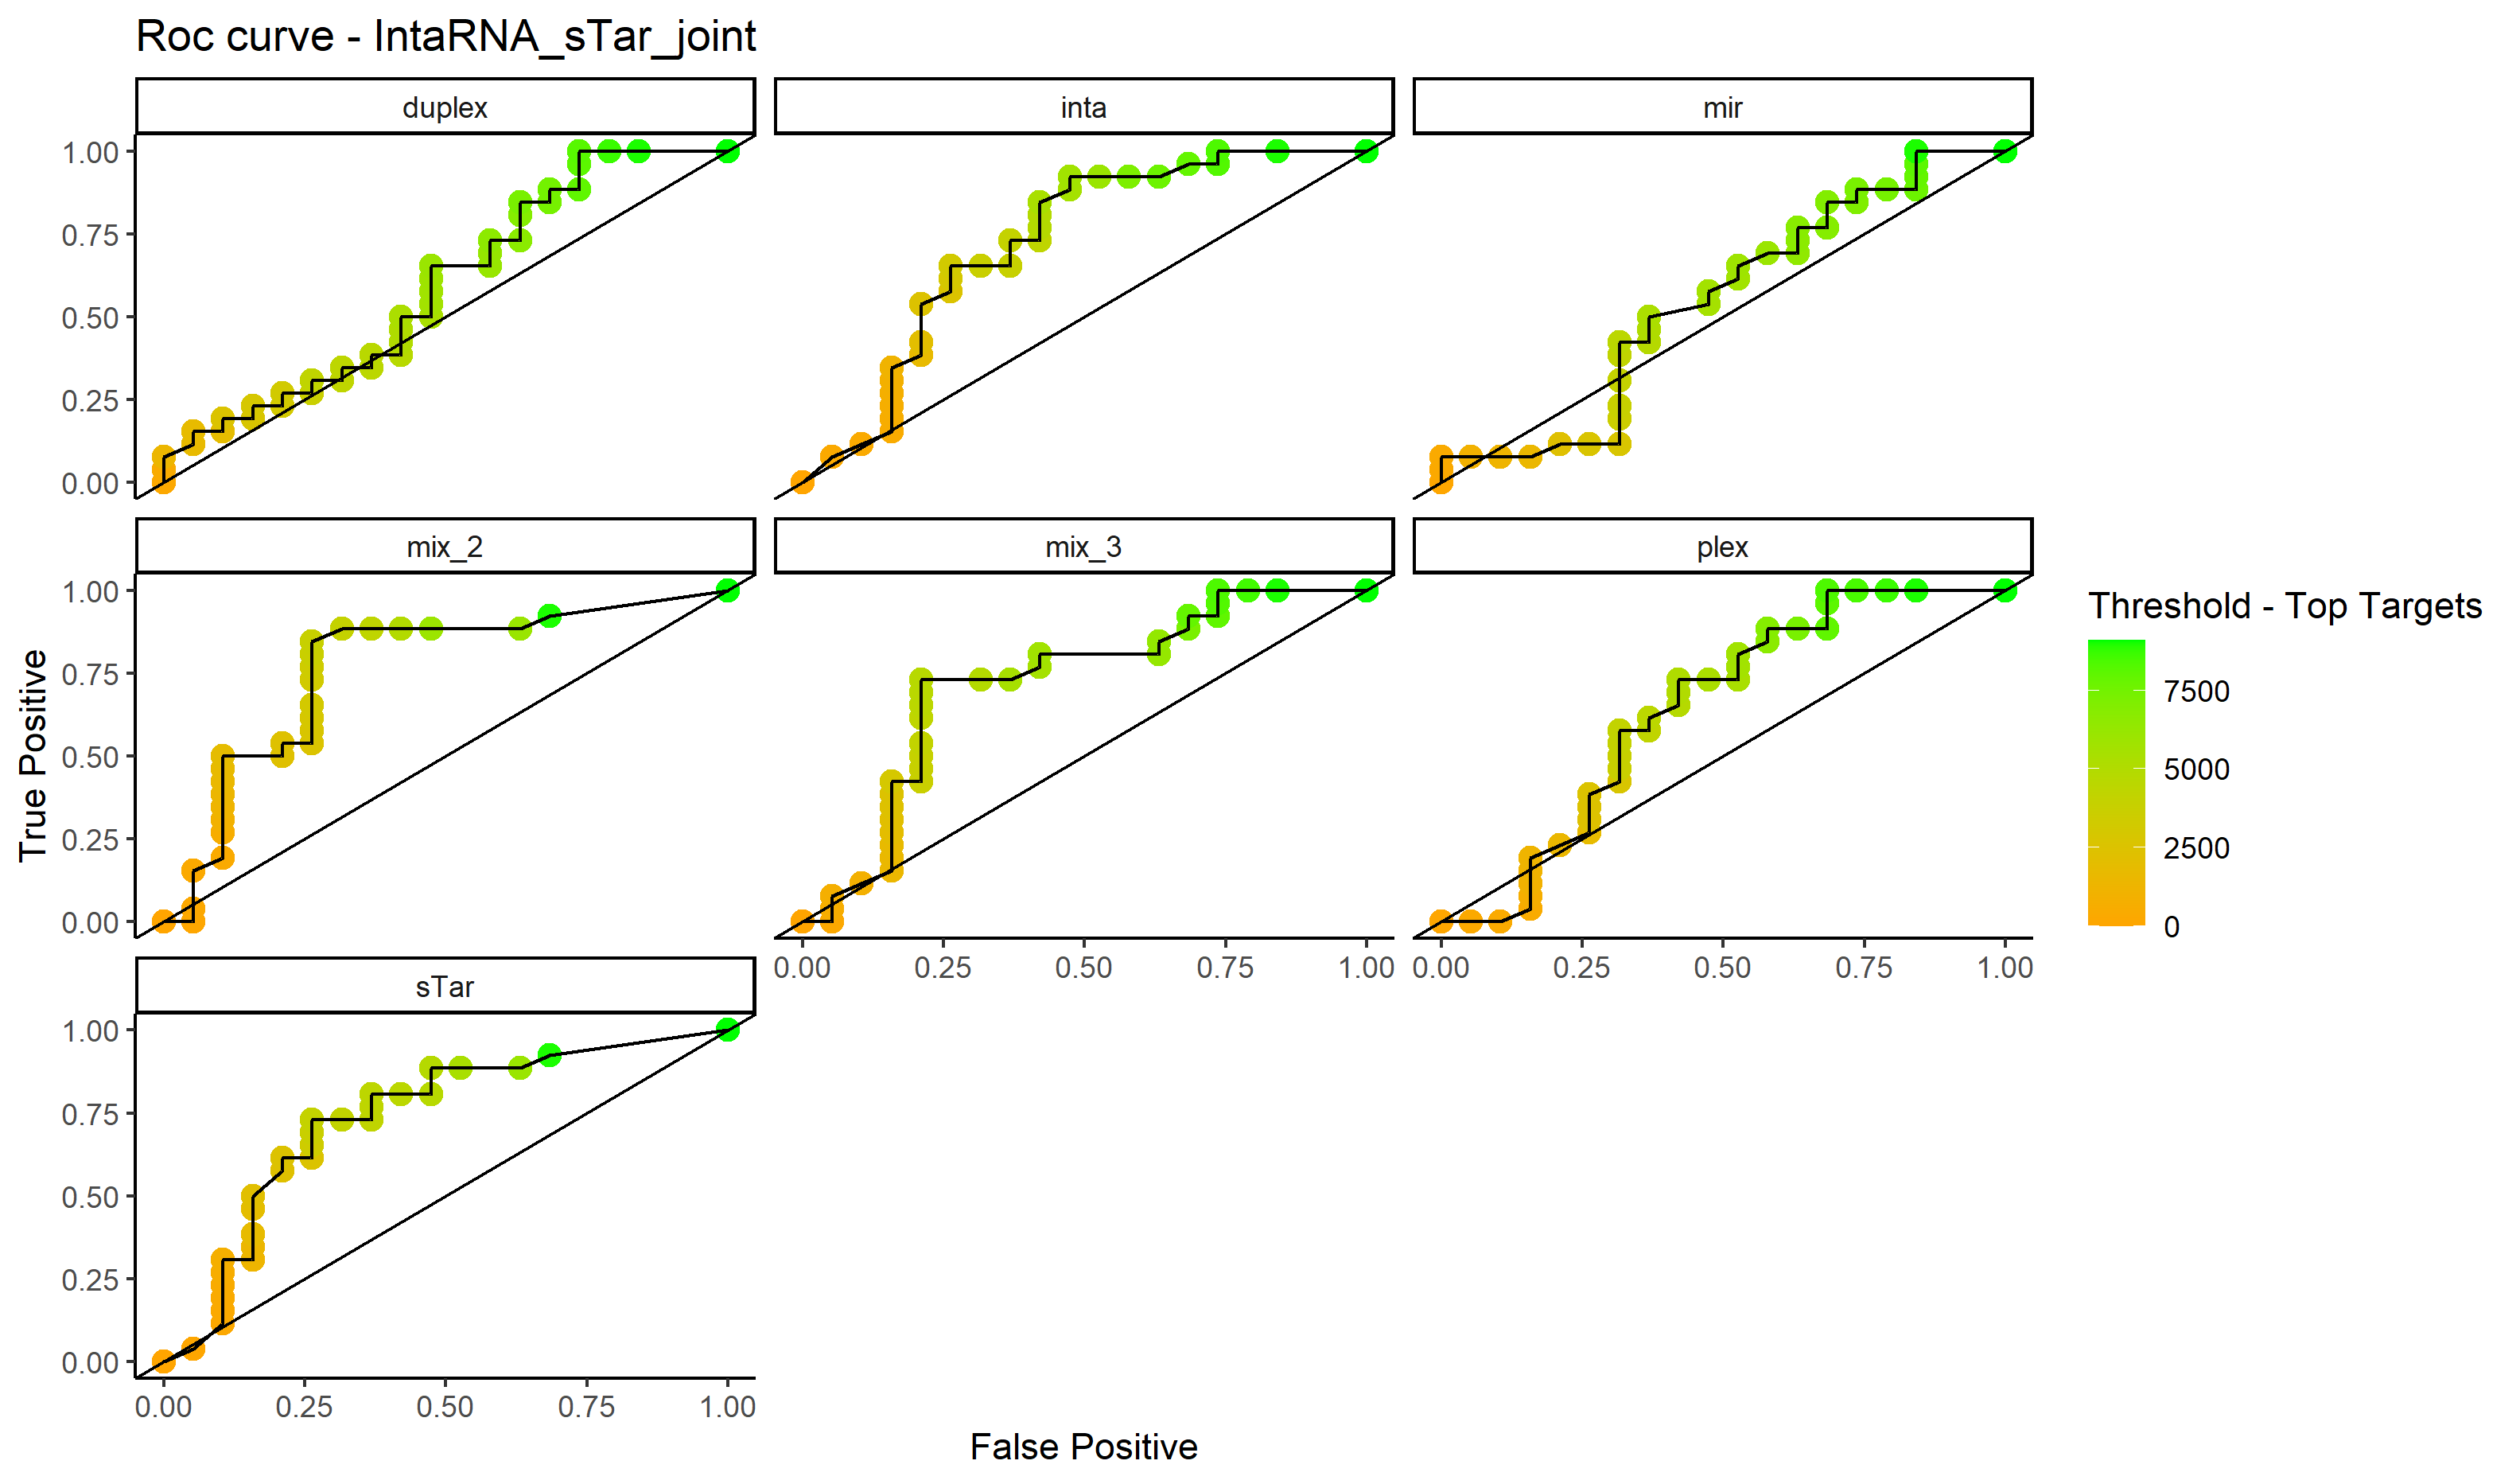 Roc curve - IntaRNA_sTar_joint
duplex
inta
mir
1.00
0.75
0.50
0.25
0.00
mix_2
mix_3
plex
1.00
0.75
0.50
0.25
0.00
0.00 0.25 0.50 0.75 1.00
0.00 0.25 0.50 0.75 1.00
sTar
1.00
0.75
0.50
0.25
0.00
0.00 0.25 0.50 0.75 1.00
True Positive
False Positive
Threshold - Top Targets
7500
5000
2500
0